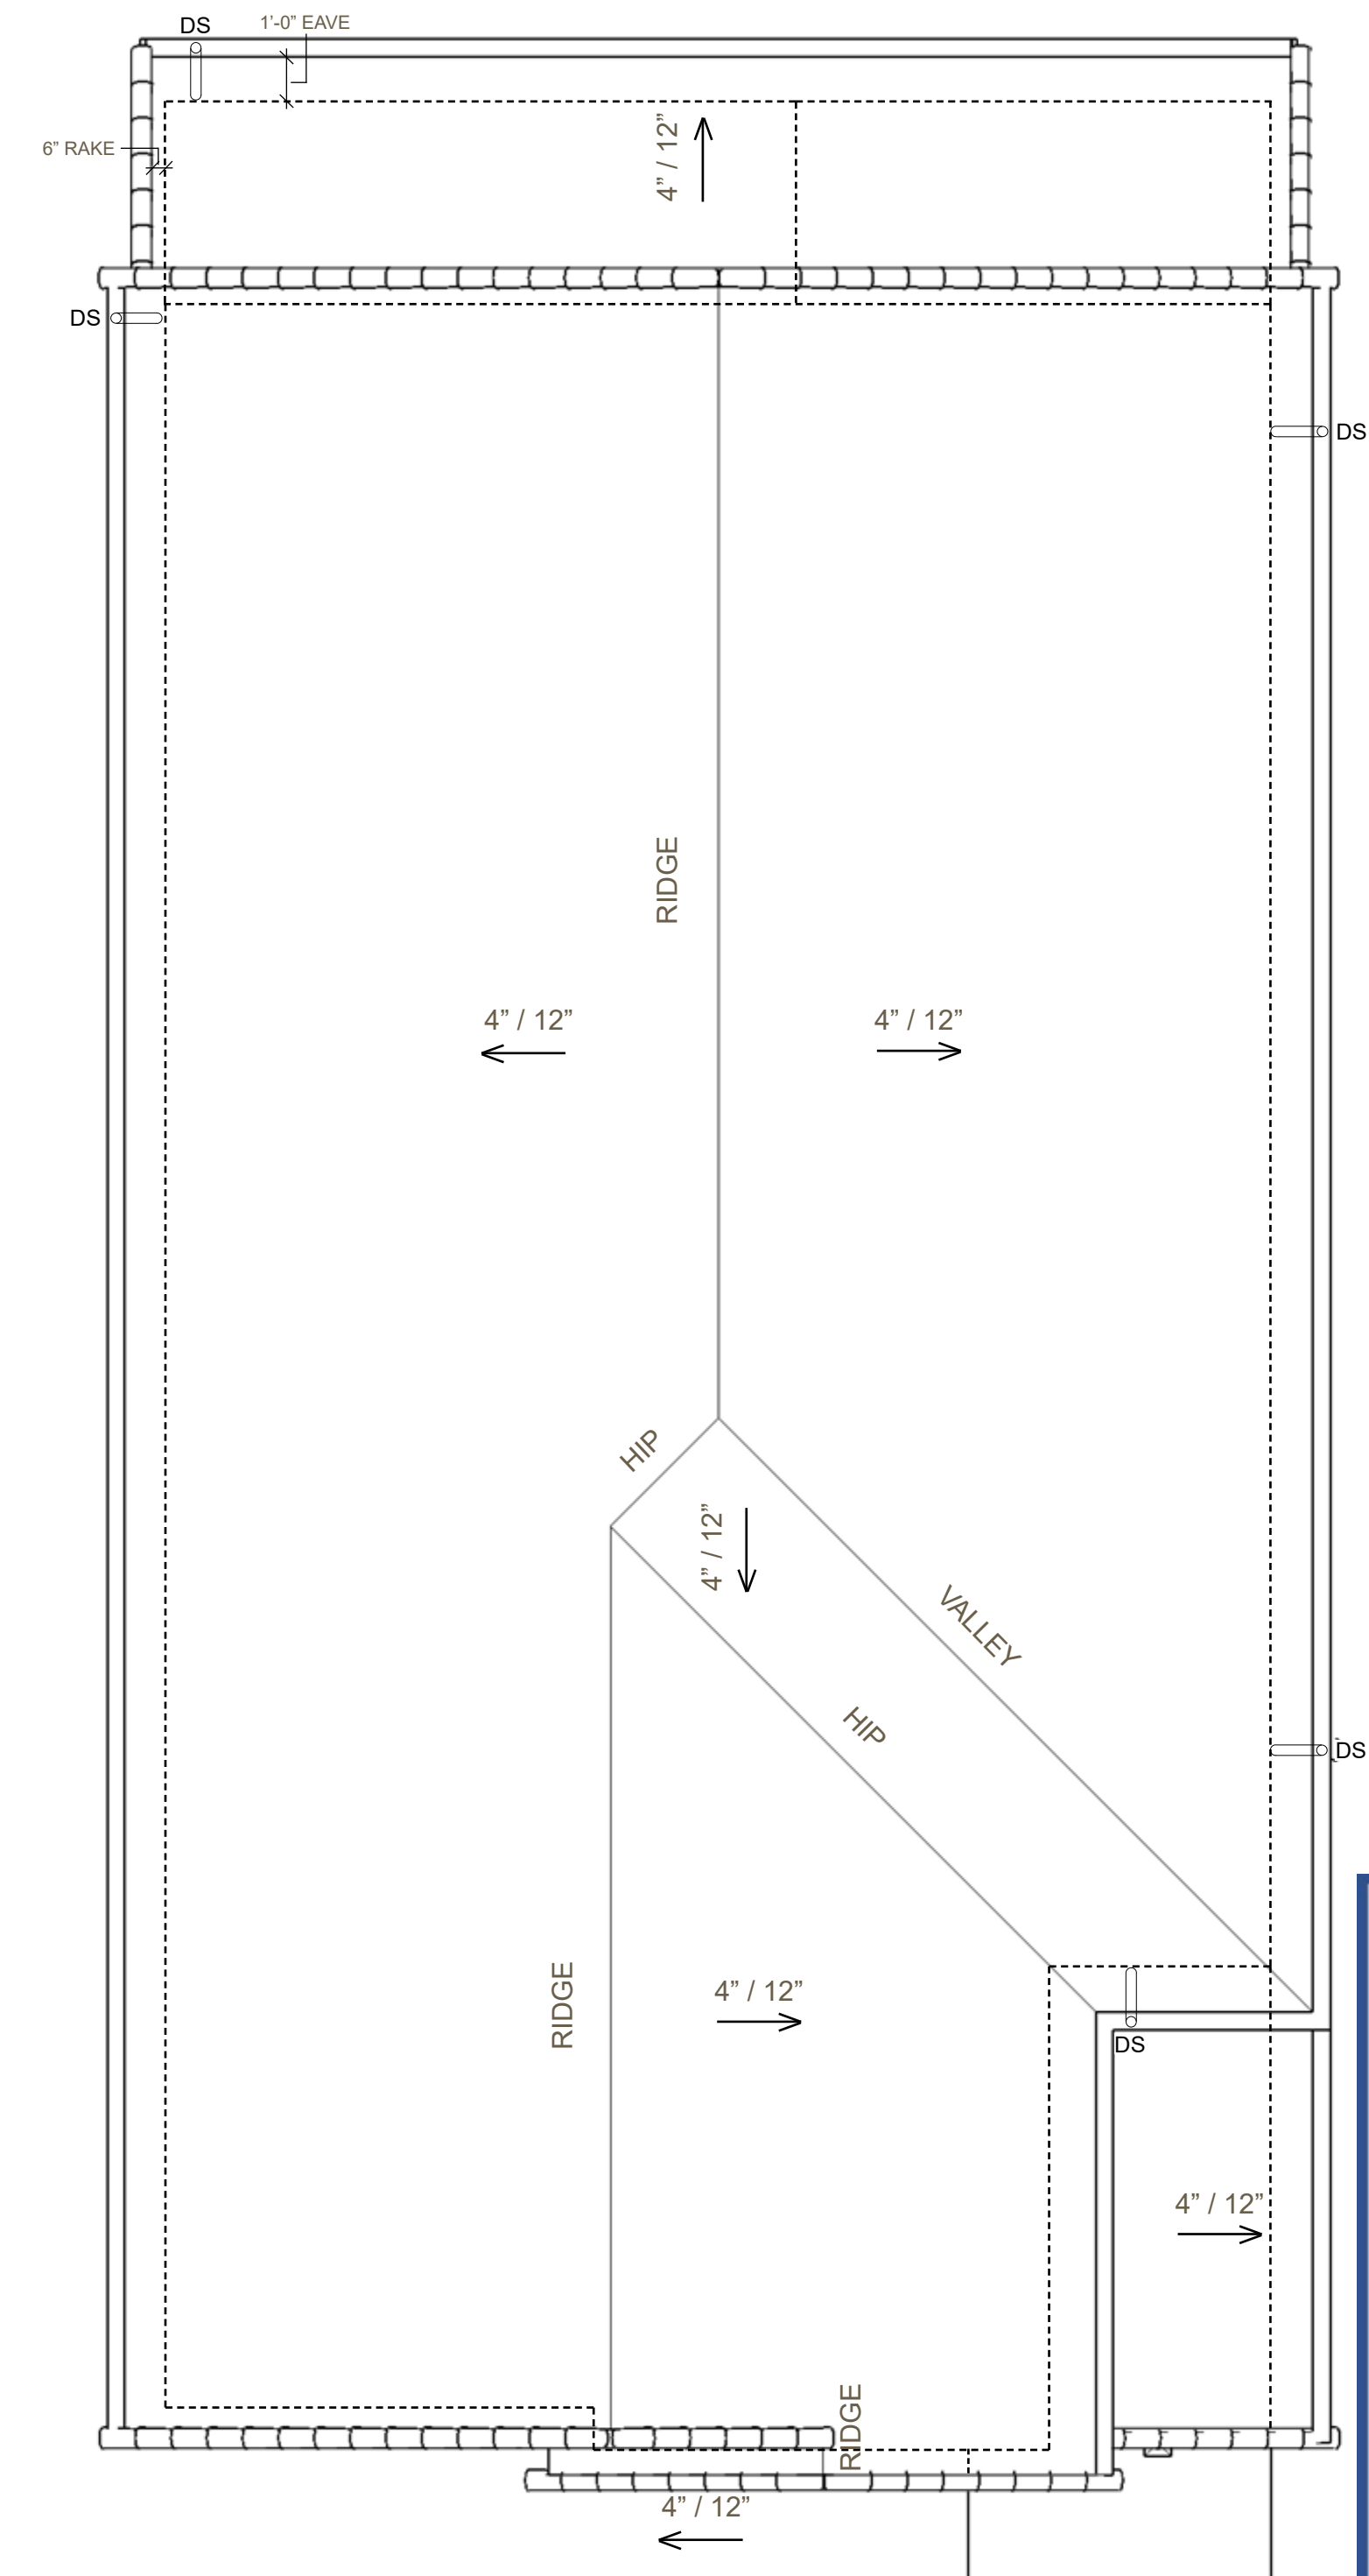 DS
1’-0” EAVE
6” RAKE
4” / 12”
DS
DS
RIDGE
4” / 12”
4” / 12”
HIP
4” / 12”
VALLEY
HIP
DS
RIDGE
4” / 12”
DS
4” / 12”
RIDGE
4” / 12”